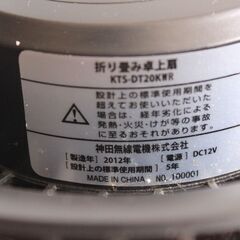 折り畳み卓上扇
KTS-DT20KWR
設計上の標準使用期間を
超えてお使いいただいた
場合は、経年劣化による
発熱・発火・けが等の事故
に至るおそれがあります。
神田無線電機株式会社
【製造年】2012年 【電源】DC12V
【設計上の標準使用期間】 5年
MADE IN CHINA NO. 100001